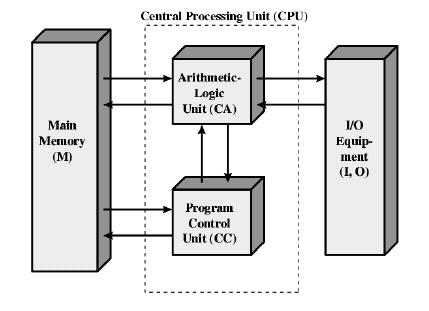 Central Processing Unit (CPU)
Main
Memory
(M)
Arithmetic-
Logic
Unit (CA)
Program
Control
Unit (CC)
I/O
Equip-
ment
(I, O)